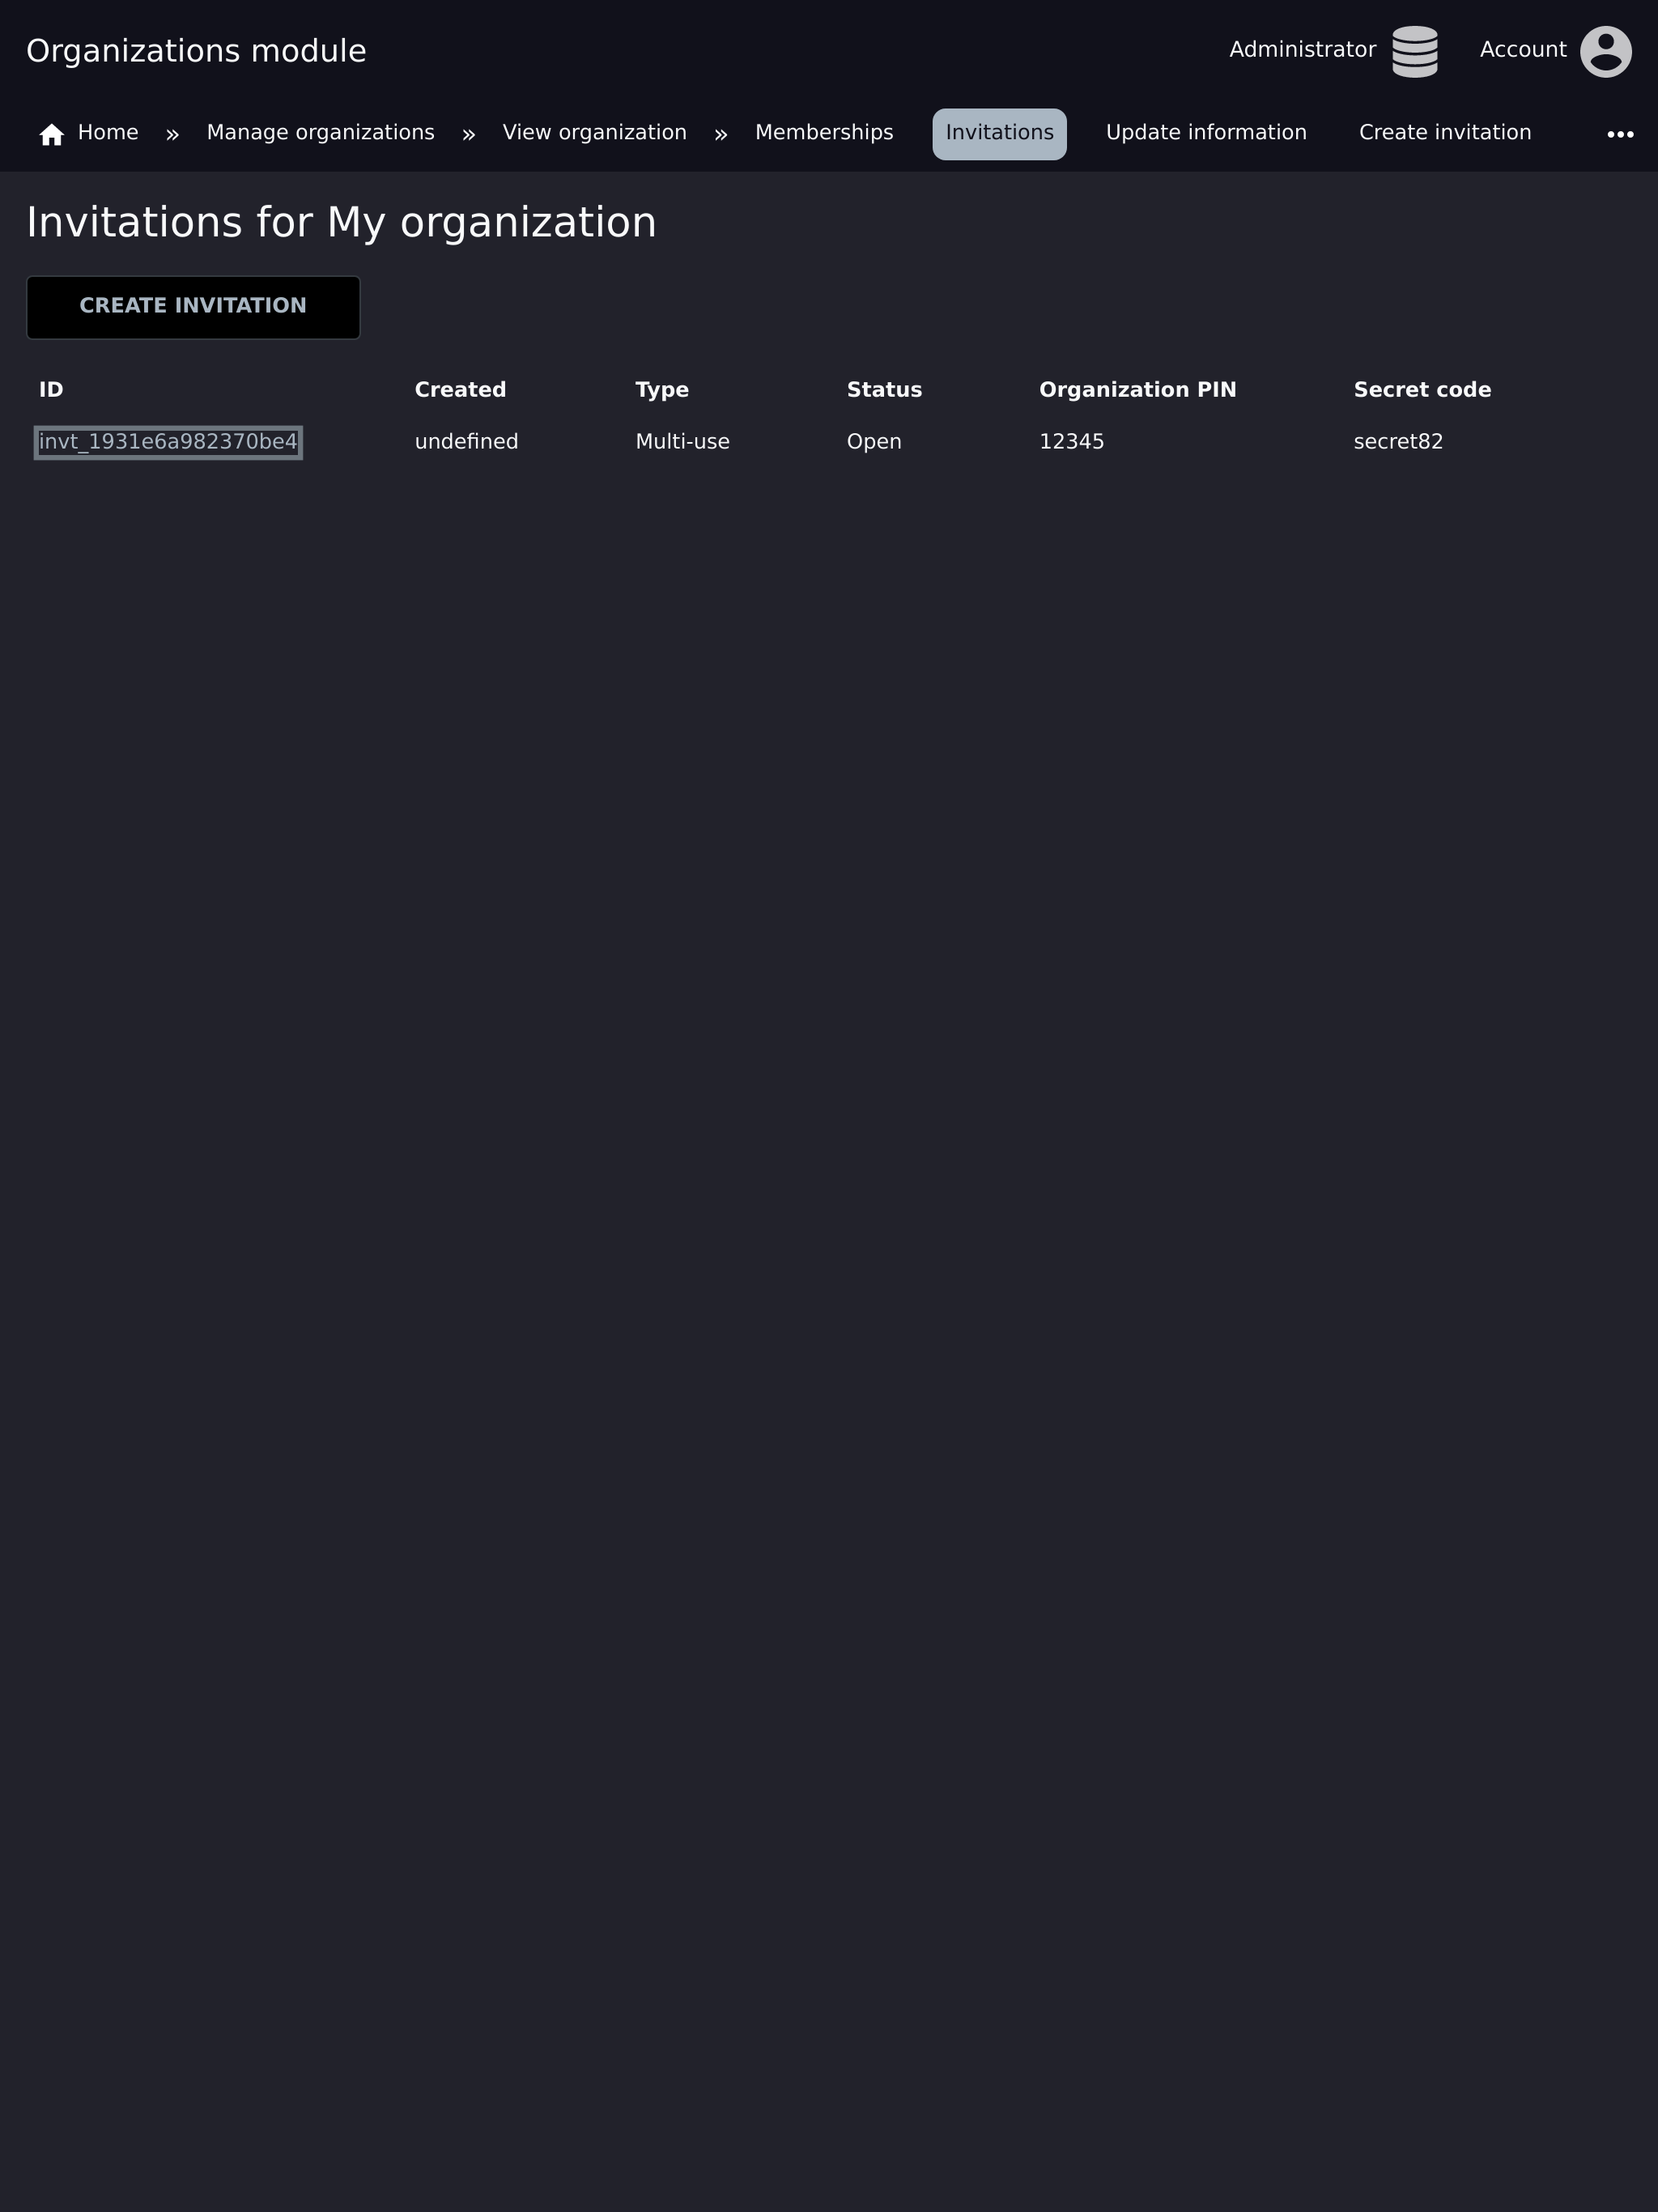 Organizations module Administrator Account
Home » Manage organizations » View organization » Memberships Invitations Update information Create invitation •••
Invitations for My organization
CREATE INVITATION
ID Created Type Status Organization PIN Secret code
invt_1931e6a982370be4 undefined Multi-use Open 12345 secret82